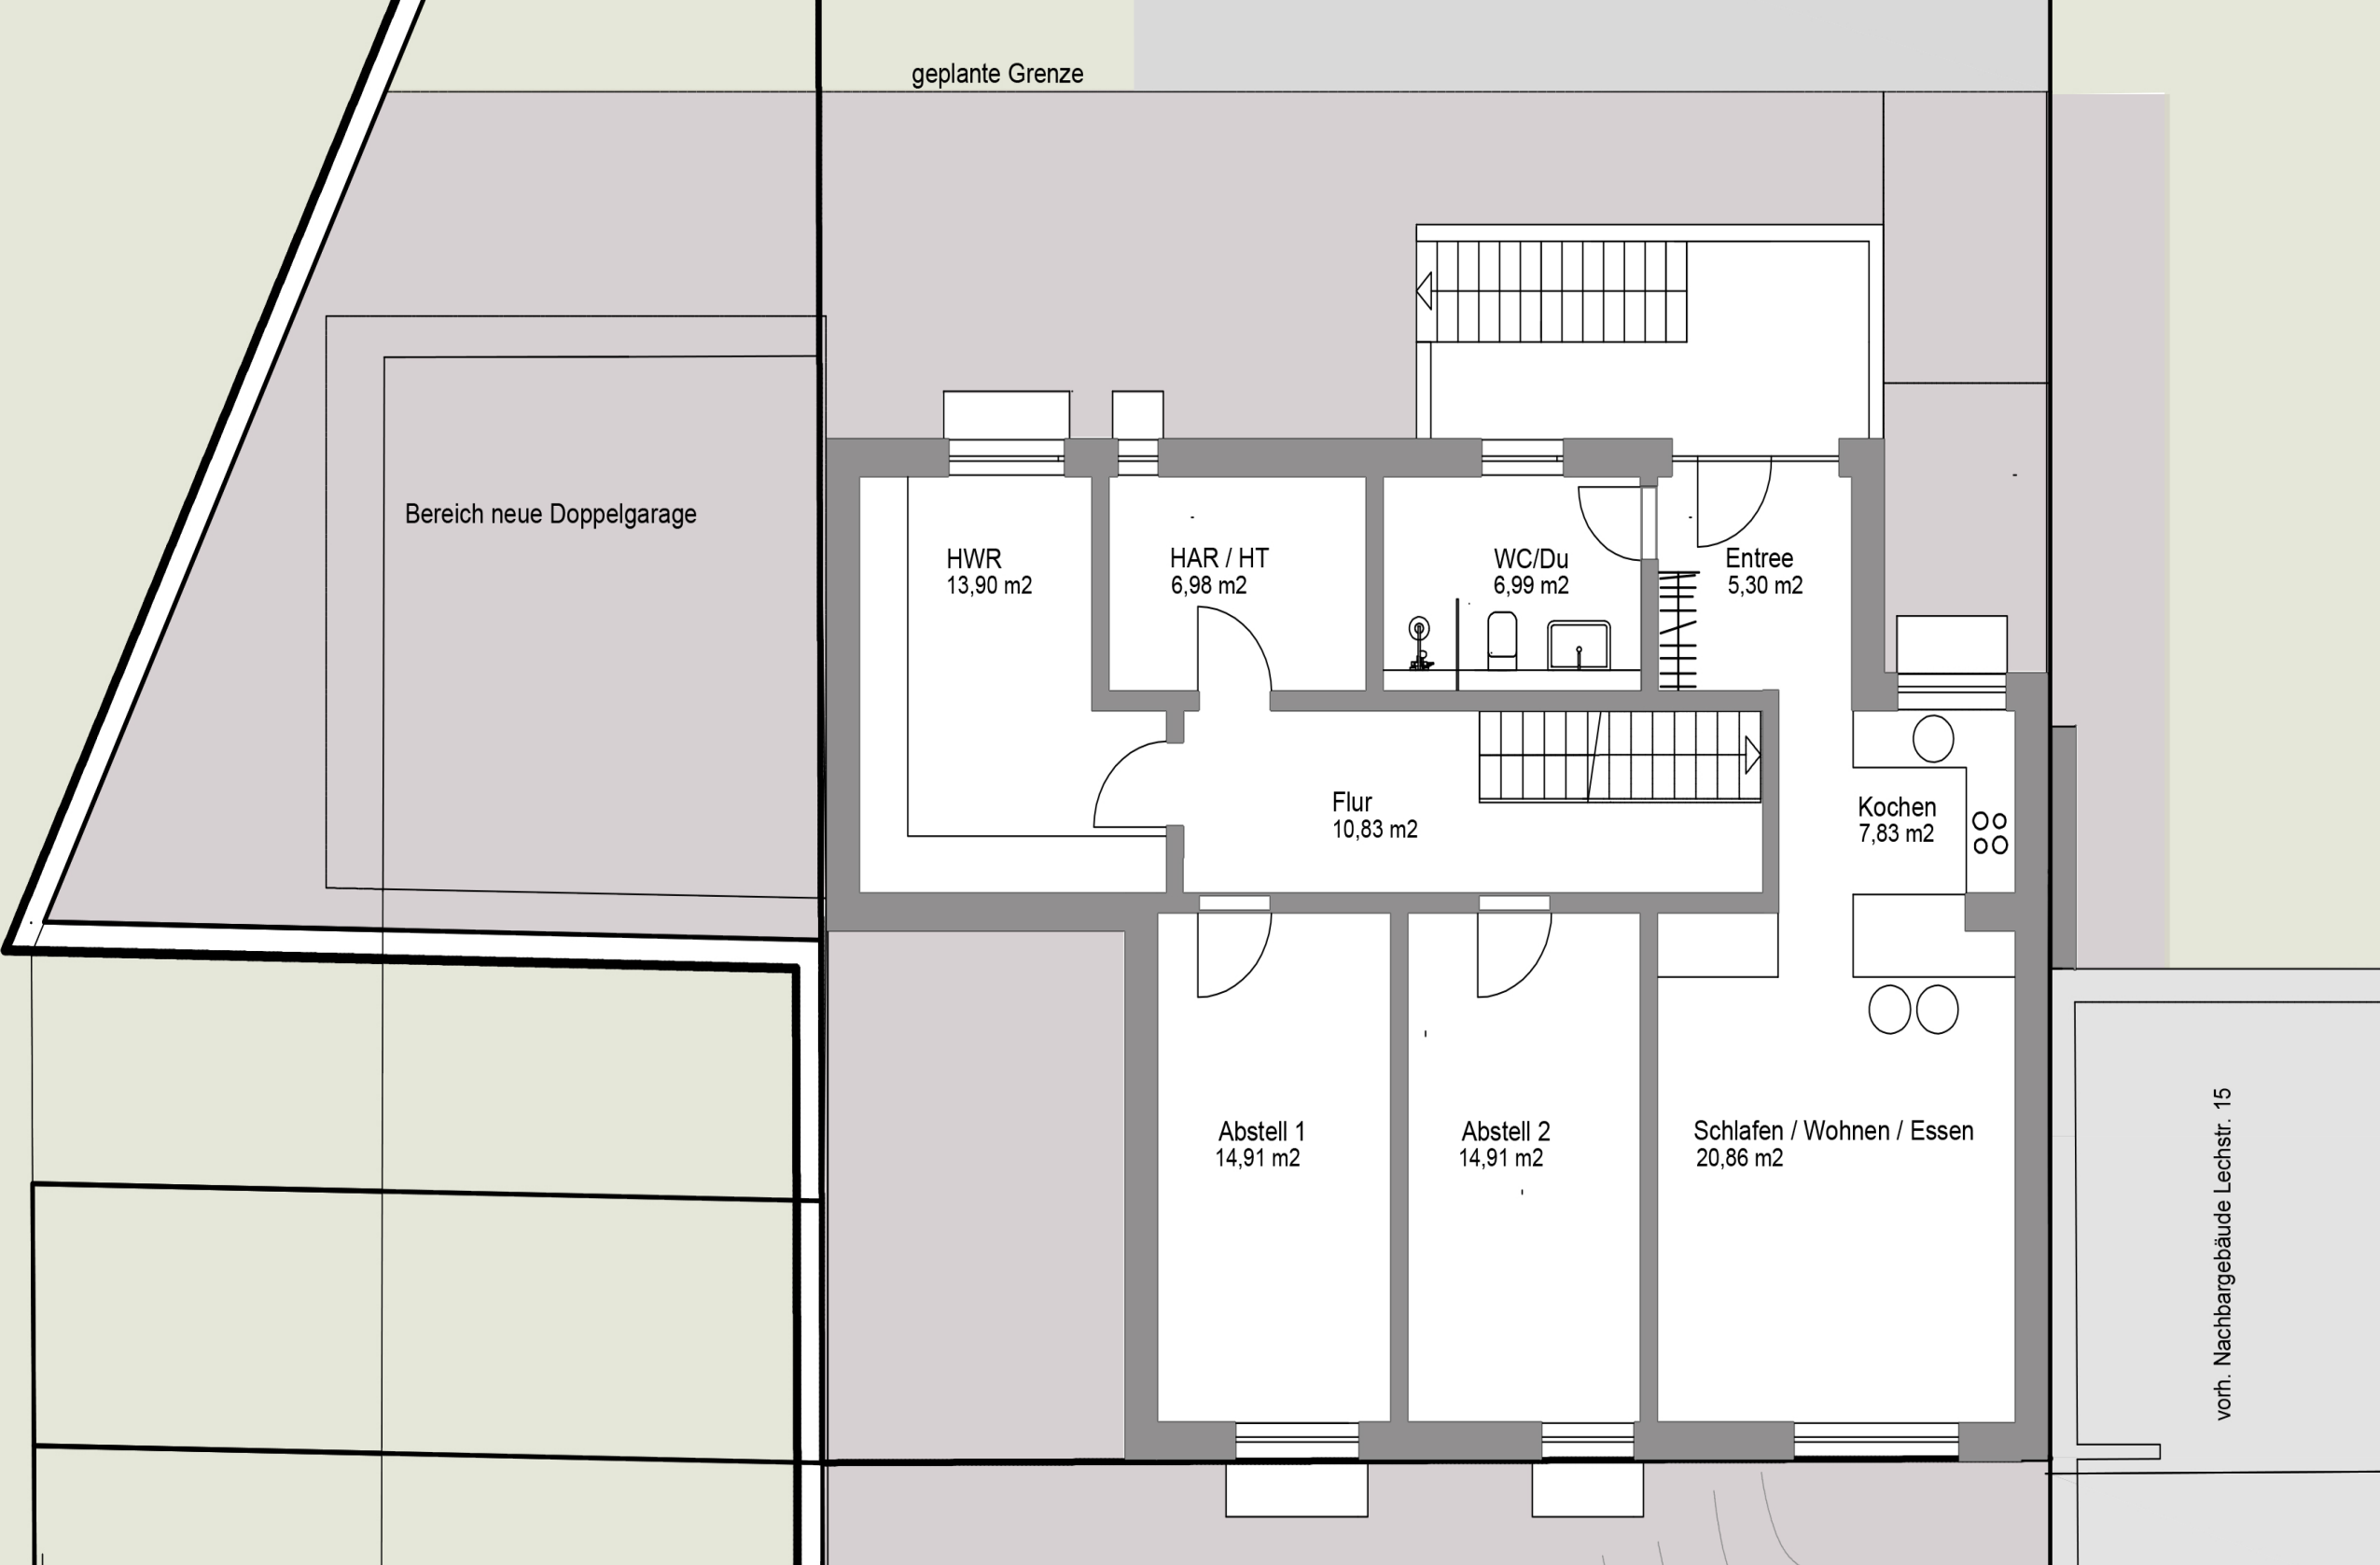 geplante Grenze
Bereich neue Doppelgarage
HWR
13,90 m2
HAR / HT
6,98 m2
WC/Du
6,99 m2
Entree
5,30 m2
Flur
10,83 m2
Kochen
7,83 m2
Abstell 1
14,91 m2
Abstell 2
14,91 m2
Schlafen / Wohnen / Essen
20,86 m2
vorh. Nachbargebäude Lechstr. 15